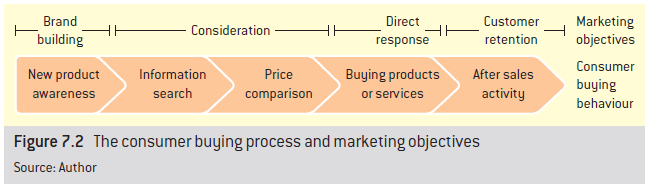 Brand
building
Consideration
Direct
response
Customer
retention
Marketing
objectives
New product
awareness
Information
search
Price
comparison
Buying products
or services
After sales
activity
Consumer
buying
behaviour
Figure 7.2 The consumer buying process and marketing objectives
Source: Author